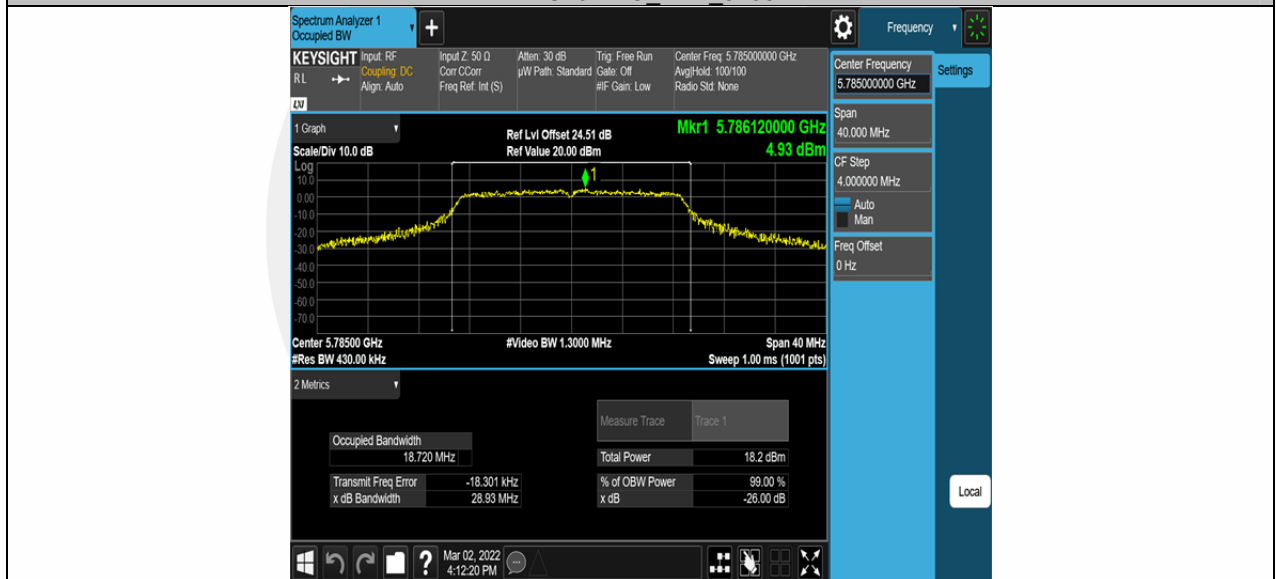 Spectrum Analyzer 1
Occupied BW
+
Frequency
KEYSIGHT
RL
LXI
Input: RF
Coupling: DC
Align: Auto
Input Z: 50 Ω
Corr CCorr
Freq Ref: Int (S)
Atten: 30 dB
µW Path: Standard
Trig: Free Run
Gate: Off
#IF Gain: Low
Center Freq: 5.785000000 GHz
Avg|Hold: 100/100
Radio Std: None
Center Frequency
5.785000000 GHz
Settings
Span
40.000 MHz
CF Step
4.000000 MHz
Auto
Man
Freq Offset
0 Hz
1 Graph
Scale/Div 10.0 dB
Ref Lvl Offset 24.51 dB
Ref Value 20.00 dBm
Mkr1 5.786120000 GHz
4.93 dBm
Log
10.0
0.00
-10.0
-20.0
-30.0
-40.0
-50.0
-60.0
-70.0
1
Center 5.78500 GHz
#Video BW 1.3000 MHz
Span 40 MHz
#Res BW 430.00 kHz
Sweep 1.00 ms (1001 pts)
2 Metrics
Measure Trace Trace 1
Occupied Bandwidth
18.720 MHz
Total Power 18.2 dBm
Transmit Freq Error -18.301 kHz
% of OBW Power 99.00 %
x dB Bandwidth 28.93 MHz
x dB -26.00 dB
Local
?
Mar 02, 2022
4:12:20 PM